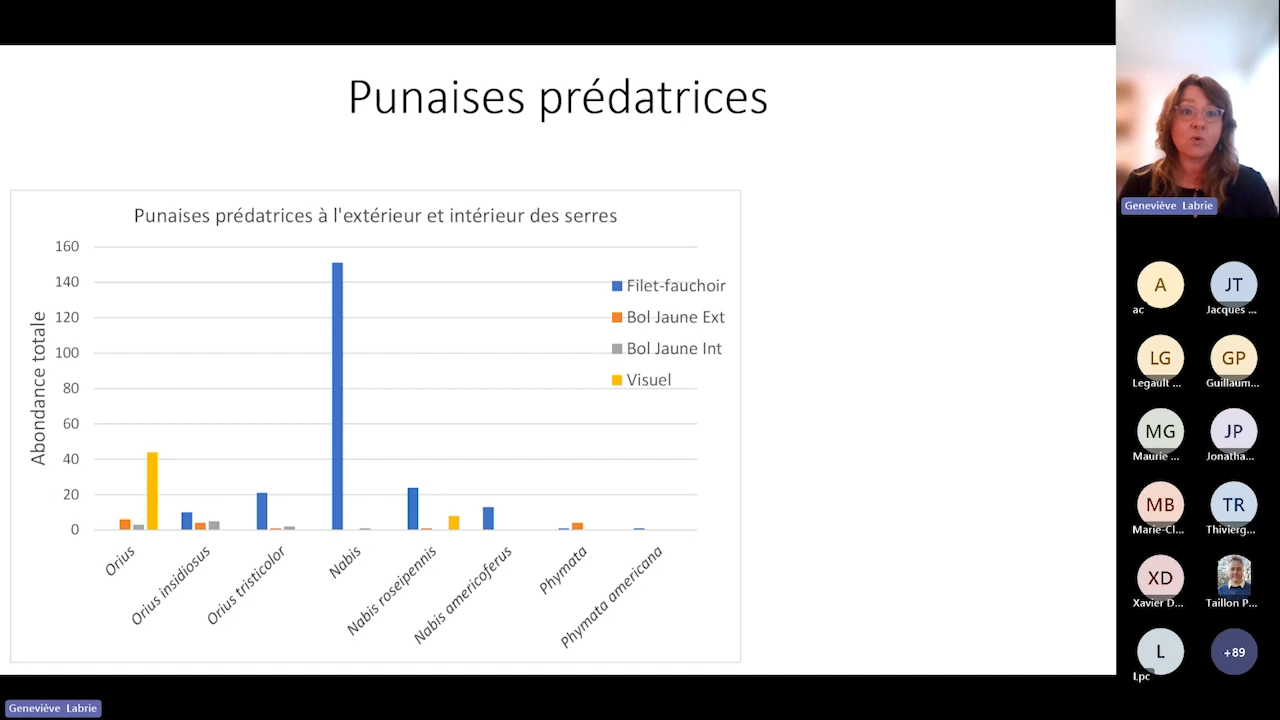 Punaises prédatrices
Punaises prédatrices à l'extérieur et intérieur des serres
Abondance totale
160
140
120
100
80
60
40
20
0
Filet-fauchoir
Bol Jaune Ext
Bol Jaune Int
Visuel
Orius
Orius insidiosus
Orius tristicolor
Nabis
Nabis roseipennis
Nabis americoferus
Phymata
Phymata americana
Geneviève Labrie
A
ac
JT
Jacques ...
LG
Legault ...
GP
Guillaum...
MG
Maurie ...
JP
Jonatha...
MB
Marie-Cl...
TR
Thivierg...
XD
Xavier D...
Taillon P...
L
Lpc
+89
Geneviève Labrie